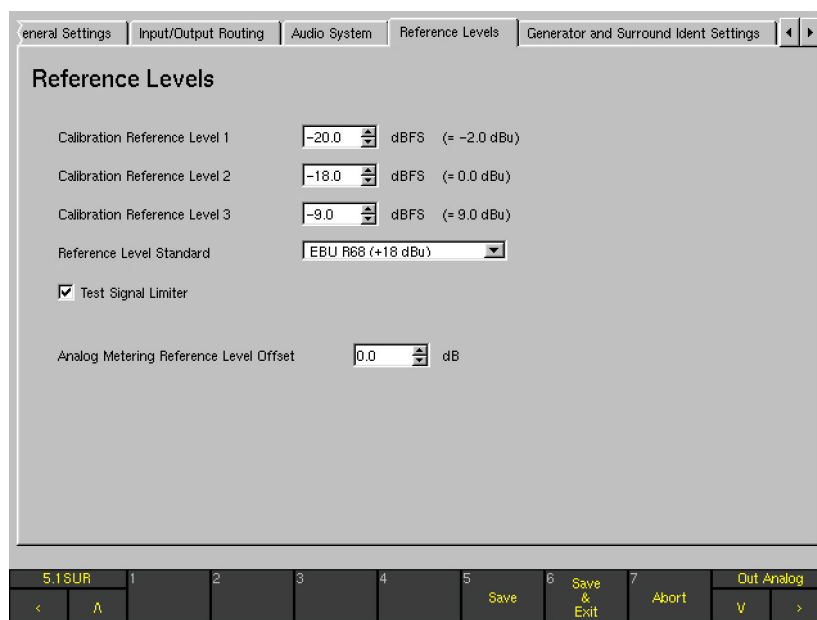 eneral Settings Input/Output Routing Audio System Reference Levels Generator and Surround Ident Settings
Reference Levels
Calibration Reference Level 1 -20.0 dBFS (= -2.0 dBu)
Calibration Reference Level 2 -18.0 dBFS (= 0.0 dBu)
Calibration Reference Level 3 -9.0 dBFS (= 9.0 dBu)
Reference Level Standard EBU R68 (+18 dBu)
Test Signal Limiter
Analog Metering Reference Level Offset 0.0 dB
5.1SUR 1 2 3 4 5 Save 6 Save & Exit 7 Abort Out Analog
< Λ V >